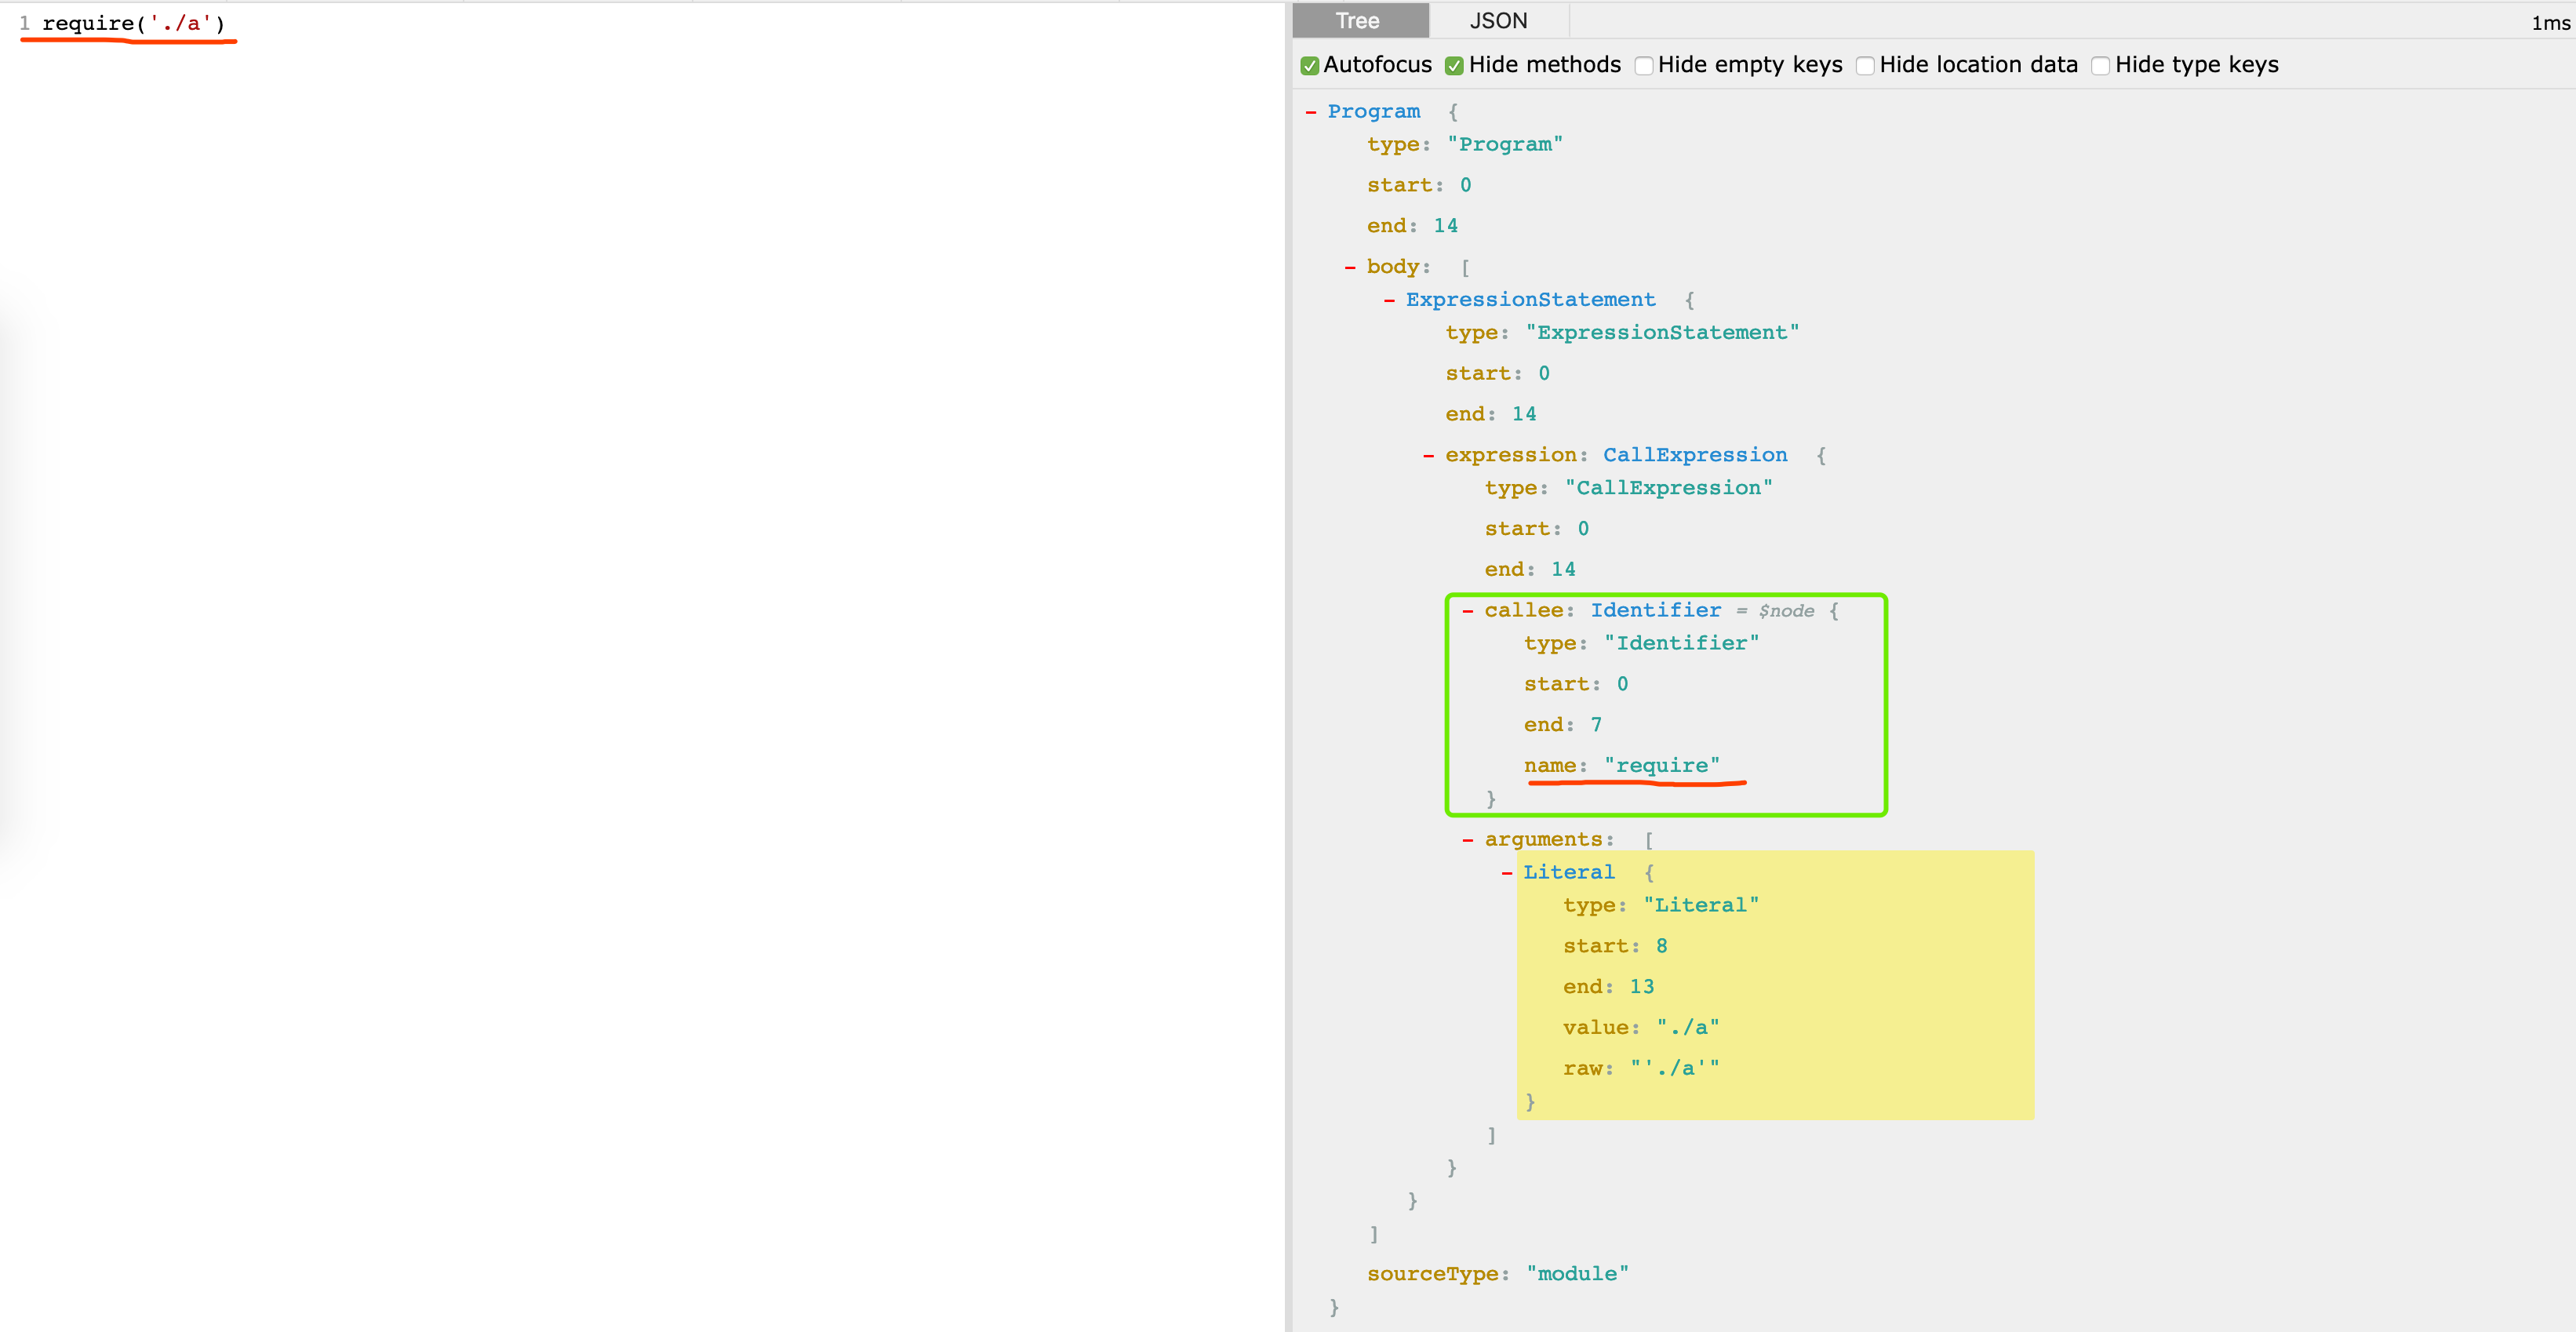 1 require('./a')
Tree JSON 1ms
Autofocus Hide methods Hide empty keys Hide location data Hide type keys
- Program {
type: "Program"
start: 0
end: 14
- body: [
- ExpressionStatement {
type: "ExpressionStatement"
start: 0
end: 14
- expression: CallExpression {
type: "CallExpression"
start: 0
end: 14
- callee: Identifier = $node {
type: "Identifier"
start: 0
end: 7
name: "require"
}
- arguments: [
- Literal {
type: "Literal"
start: 8
end: 13
value: "./a"
raw: "'./a'"
}
]
}
}
]
sourceType: "module"
}